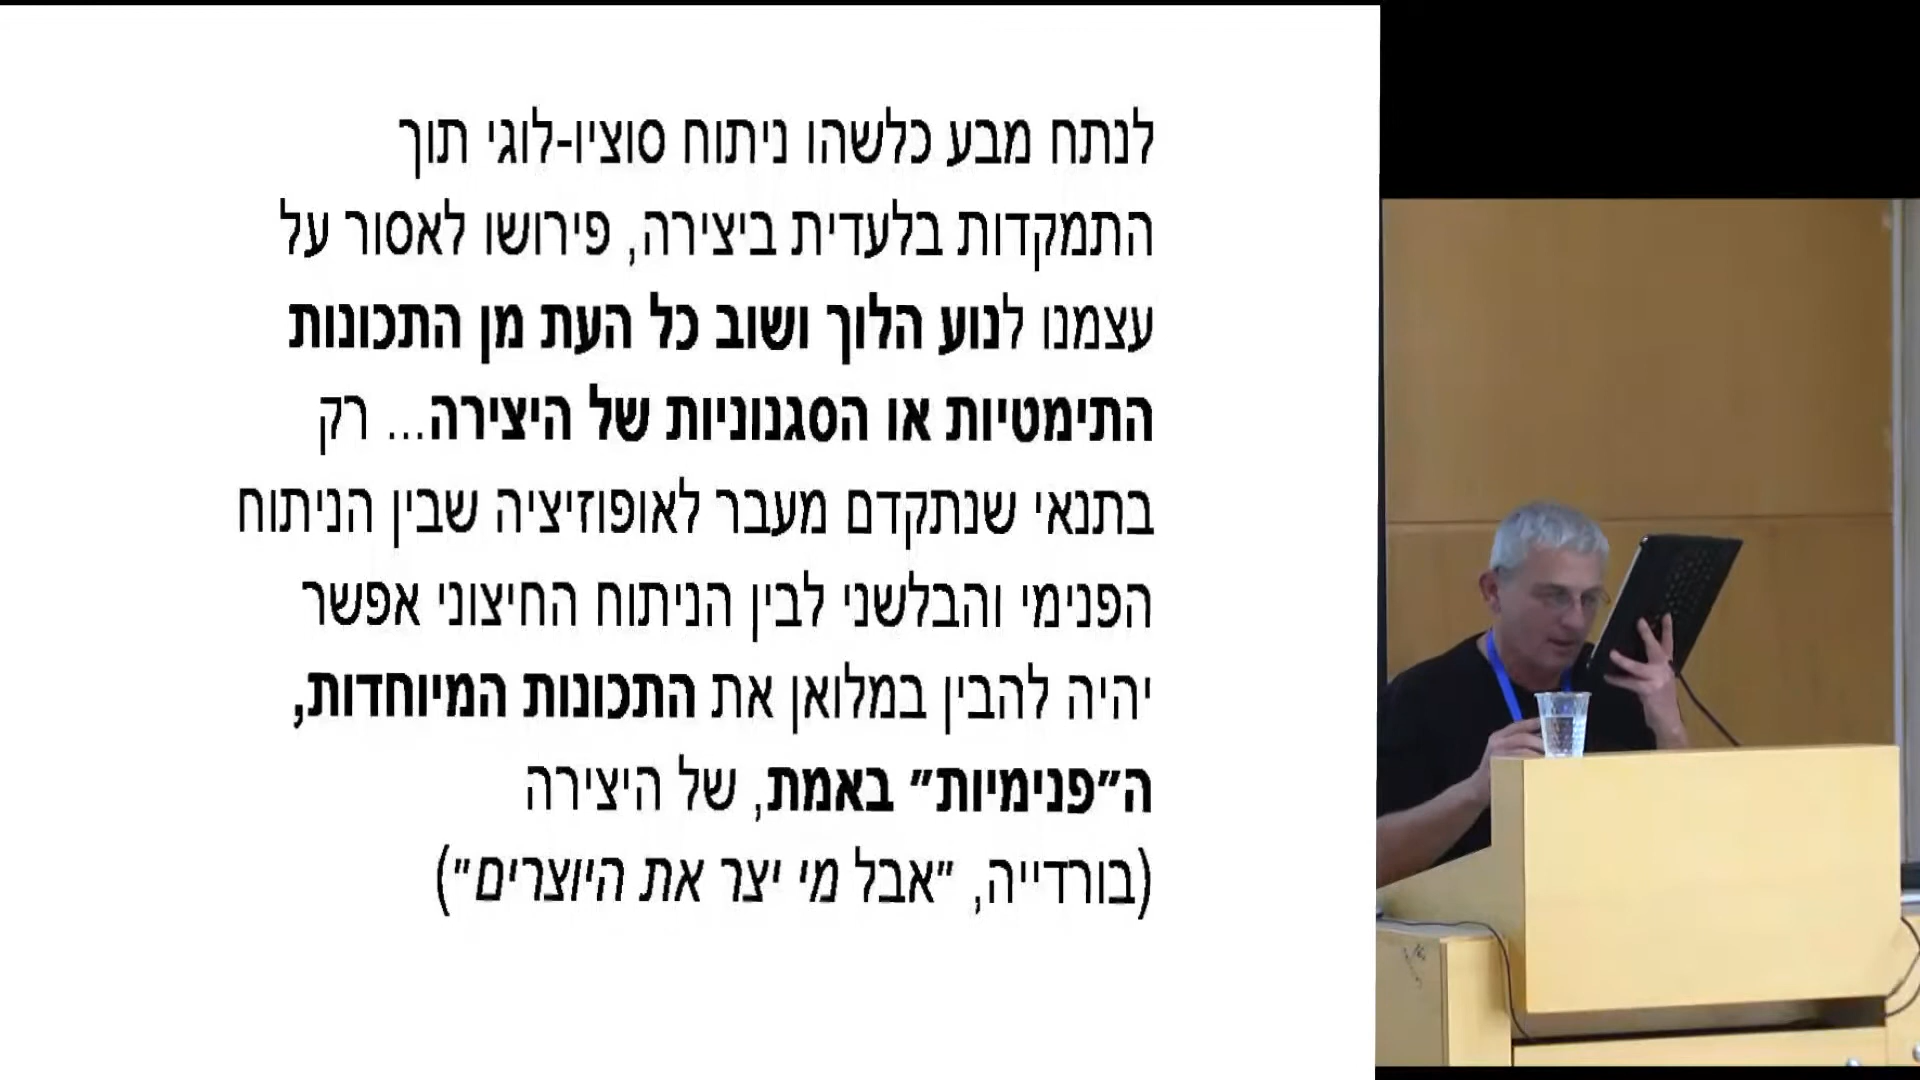 לנתח מבע כלשהו ניתוח סוציו-לוגי תוך
התמקדות בלעדית ביצירה, פירושו לאסור על
עצמנו לנוע הלוך ושוב כל העת מן התכונות
התימטיות או הסגנוניות של היצירה... רק
בתנאי שנתקדם מעבר לאופוזיציה שבין הניתוח
הפנימי והבלשני לבין הניתוח החיצוני אפשר
יהיה להבין במלואן את התכונות המיוחדות,
ה״פנימיות״ באמת, של היצירה
(בורדייה, ״אבל מי יצר את היוצרים״)